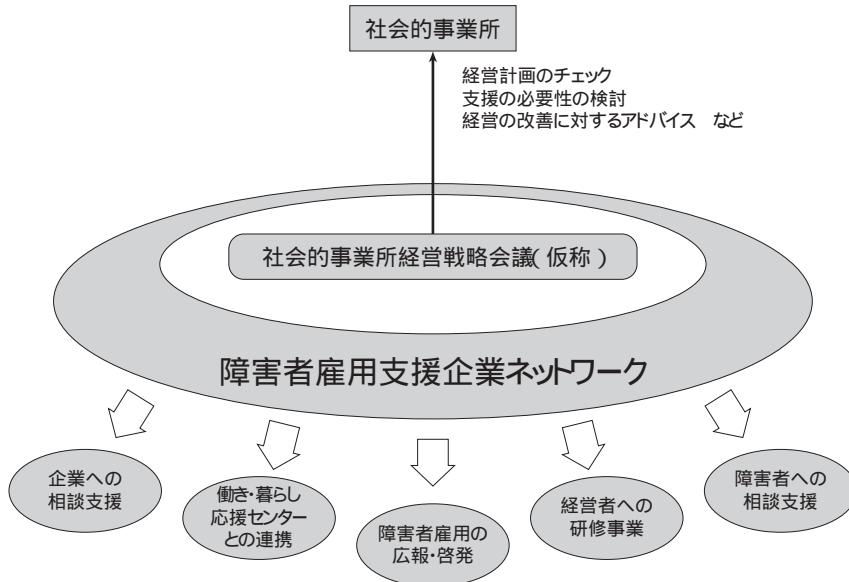 社会的事業所
経営計画のチェック
支援の必要性の検討
経営の改善に対するアドバイス　など
社会的事業所経営戦略会議(仮称)
障害者雇用支援企業ネットワーク
企業への
相談支援
働き・暮らし
応援センター
との連携
障害者雇用の
広報・啓発
経営者への
研修事業
障害者への
相談支援